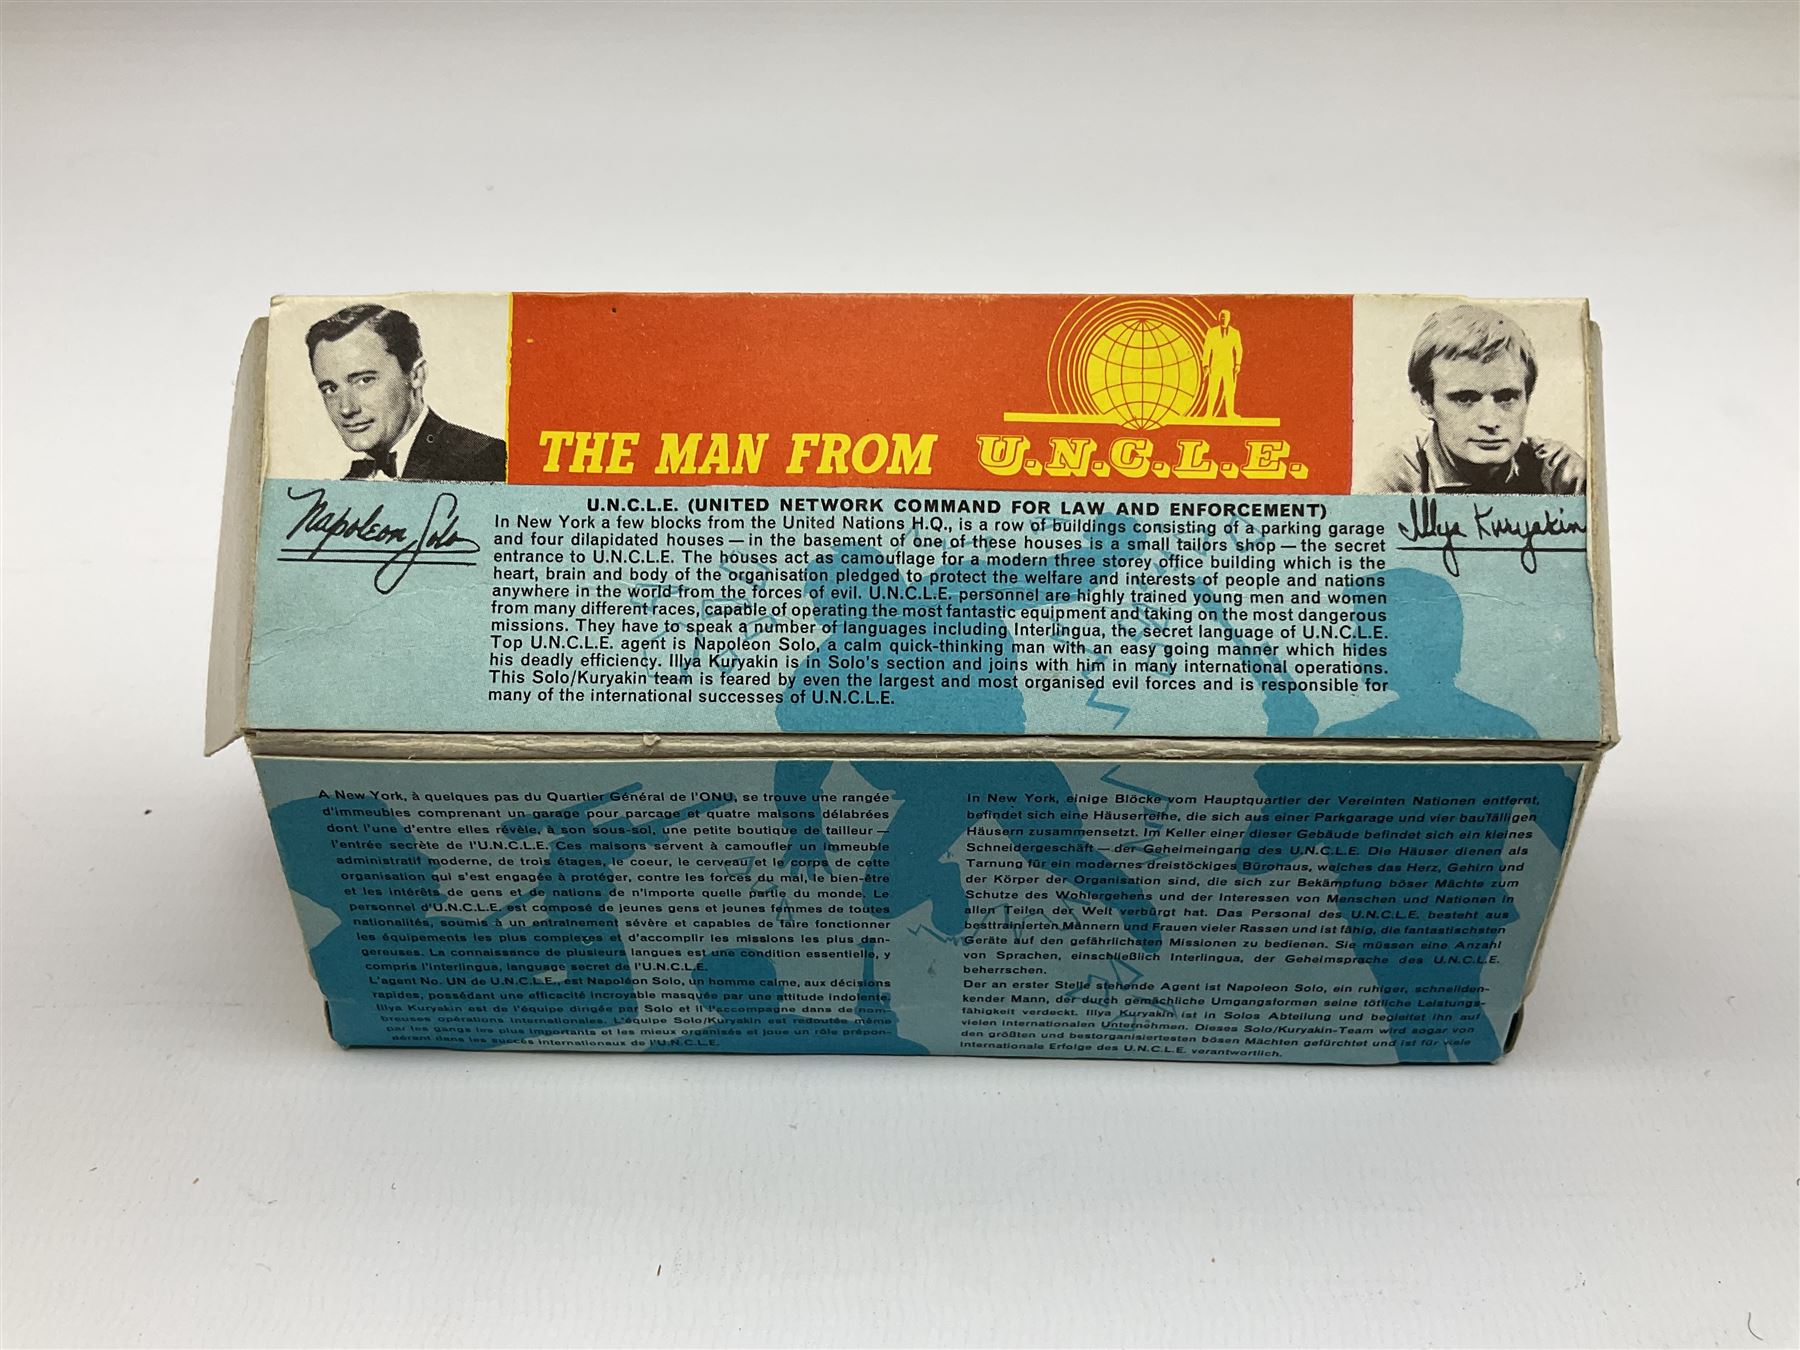 THE MAN FROM U.N.C.L.E.
Napoleon Solo
Illya Kuryakin
U.N.C.L.E. (UNITED NETWORK COMMAND FOR LAW AND ENFORCEMENT)
In New York a few blocks from the United Nations H.Q., is a row of buildings consisting of a parking garage
and four dilapidated houses — in the basement of one of these houses is a small tailors shop — the secret
entrance to U.N.C.L.E. The houses act as camouflage for a modern three storey office building which is the
heart, brain and body of the organisation pledged to protect the welfare and interests of people and nations
anywhere in the world from the forces of evil. U.N.C.L.E. personnel are highly trained young men and women
from many different races, capable of operating the most fantastic equipment and taking on the most dangerous
missions. They have to speak a number of languages including Interlingua, the secret language of U.N.C.L.E.
Top U.N.C.L.E. agent is Napoleon Solo, a calm quick-thinking man with an easy going manner which hides
his deadly efficiency. Illya Kuryakin is in Solo's section and joins with him in many international operations.
This Solo/Kuryakin team is feared by even the largest and most organised evil forces and is responsible for
many of the international successes of U.N.C.L.E.
A New York, à quelques pas du Quartier Général de l'ONU, se trouve une rangée
d'immeubles comprenant un garage pour parcage et quatre maisons délabrées
dont l'une d'entre elles révèle, à son sous-sol, une petite boutique de tailleur —
l'entrée secrète de l'U.N.C.L.E. Ces maisons servent à camoufler un immeuble
administratif moderne, de trois étages, le coeur, le cerveau et le corps de cette
organisation qui s'est engagée à protéger, contre les forces du mal, le bien-être
et les intérêts de gens et de nations de n'importe quelle partie du monde. Le
personnel d'U.N.C.L.E. est composé de jeunes gens et jeunes femmes de toutes
nationalités, soumis à un entraînement sévère et capables de faire fonctionner
les équipements les plus complexes et d'accomplir les missions les plus dan-
gereuses. La connaissance de plusieurs langues est une condition essentielle, y
compris l'Interlingua, language secret de l'U.N.C.L.E.
L'agent No. UN de U.N.C.L.E., est Napoléon Solo, un homme calme, aux décisions
rapides, possédant une efficacité incroyable masquée par une attitude indolente.
Illya Kuryakin est de l'équipe dirigée par Solo et il l'accompagne dans de nom-
breuses opérations internationales. L'équipe Solo/Kuryakin est redoutée même
par les gangs les plus importants et les mieux organisés et joue un rôle prépon-
dérant dans les succès internationaux de l'U.N.C.L.E.
In New York, einige Blöcke vom Hauptquartier der Vereinten Nationen entfernt,
befindet sich eine Häuserreihe, die sich aus einer Parkgarage und vier baufälligen
Häusern zusammensetzt. Im Keller einer dieser Gebäude befindet sich ein kleines
Schneidergeschäft — der Geheimeingang des U.N.C.L.E. Die Häuser dienen als
Tarnung für ein modernes dreistöckiges Bürohaus, welches das Herz, Gehirn und
der Körper der Organisation sind, die sich zur Bekämpfung böser Mächte zum
Schutze des Wohlergehens und der Interessen von Menschen und Nationen in
allen Teilen der Welt verbürgt hat. Das Personal des U.N.C.L.E. besteht aus
besttrainierten Männern und Frauen vieler Rassen und ist fähig, die fantastischsten
Geräte auf den gefährlichsten Missionen zu bedienen. Sie müssen eine Anzahl
von Sprachen, einschließlich Interlingua, der Geheimsprache des U.N.C.L.E.
beherrschen.
Der an erster Stelle stehende Agent ist Napoleon Solo, ein ruhiger, schnelldenkender
kender Mann, der durch gemächliche Umgangsformen seine tötliche Leistungs-
fähigkeit verdeckt. Illya Kuryakin ist in Solos Abteilung und begleitet ihn auf
vielen internationalen Unternehmen. Dieses Solo/Kuryakin-Team wird sogar von
den größten und bestorganisiertesten bösen Mächten gefürchtet und ist für viele
internationale Erfolge des U.N.C.L.E. verantwortlich.